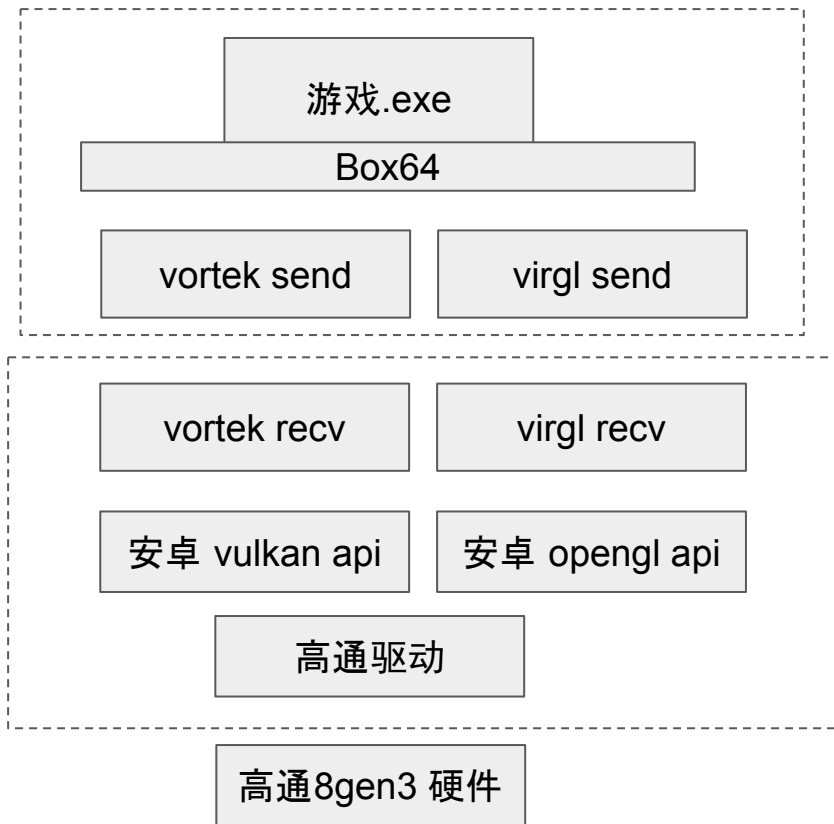 游戏.exe
Box64
vortek send
virgl send
vortek recv
virgl recv
安卓 vulkan api
安卓 opengl api
高通驱动
高通8gen3 硬件